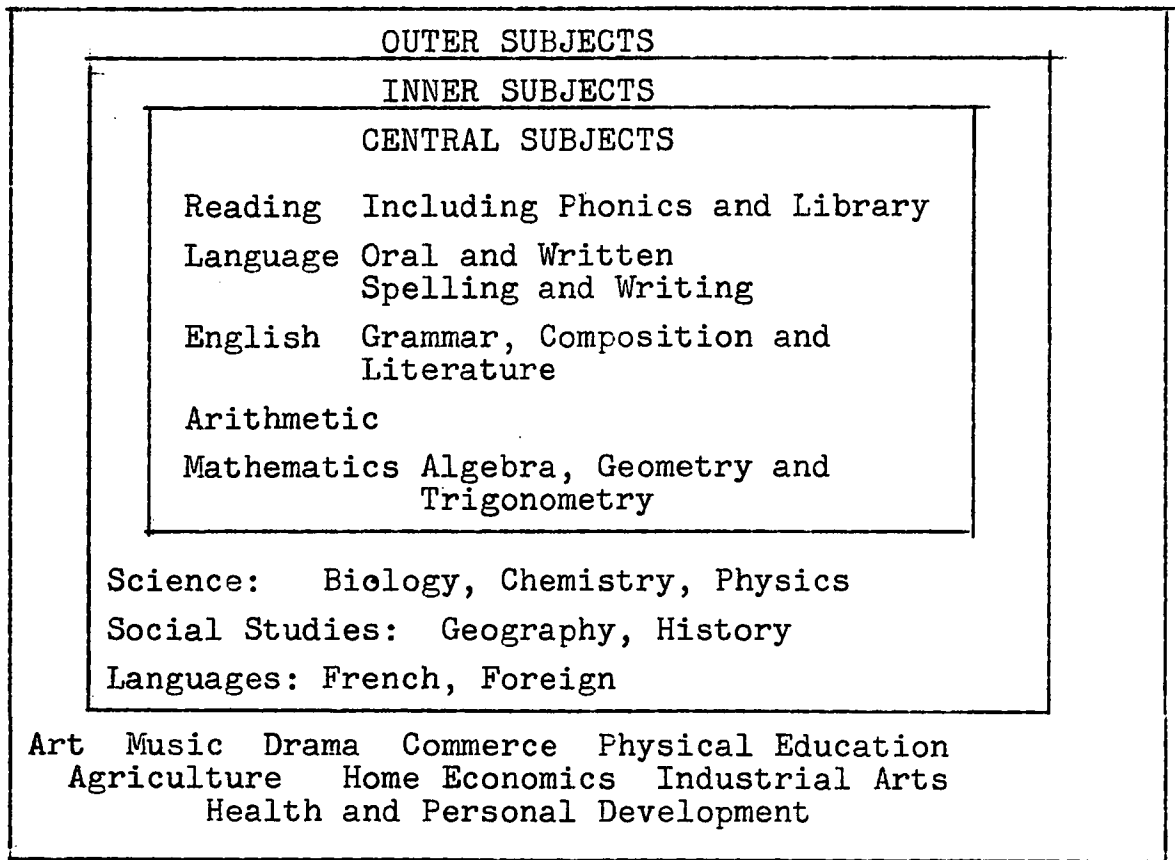 OUTER SUBJECTS
INNER SUBJECTS
CENTRAL SUBJECTS
Reading Including Phonics and Library
Language Oral and Written
Spelling and Writing
English Grammar, Composition and
Literature
Arithmetic
Mathematics Algebra, Geometry and
Trigonometry
Science: Biology, Chemistry, Physics
Social Studies: Geography, History
Languages: French, Foreign
Art Music Drama Commerce Physical Education
Agriculture Home Economics Industrial Arts
Health and Personal Development